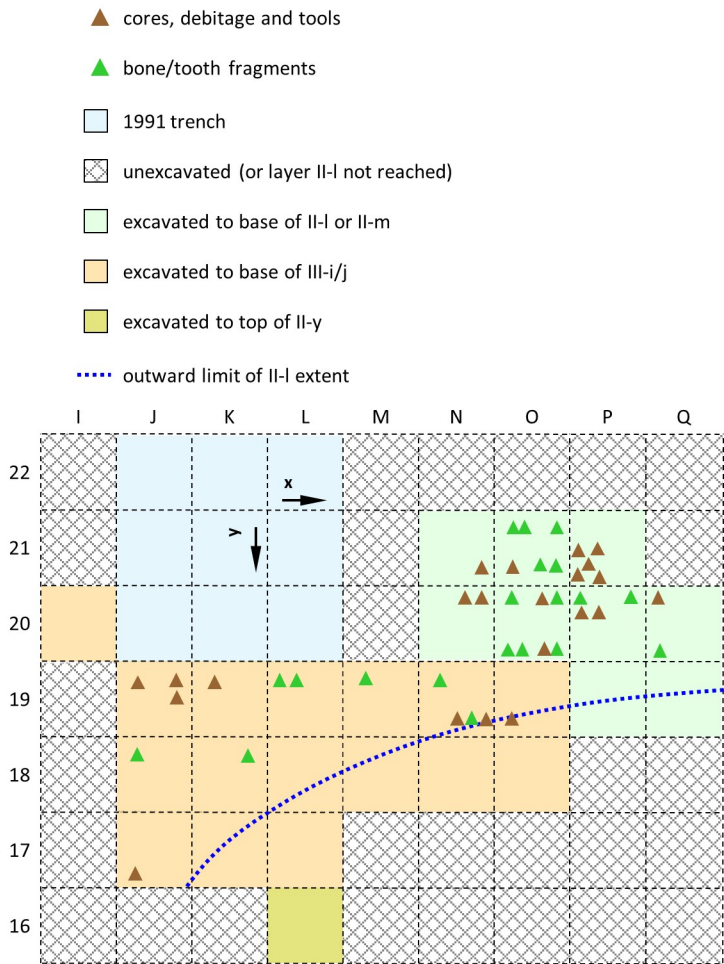 cores, debitage and tools
bone/tooth fragments
1991 trench
unexcavated (or layer II-l not reached)
excavated to base of II-l or II-m
excavated to base of III-i/j
excavated to top of II-y
outward limit of II-l extent
I J K L M N O P Q
22
x
21
y
20
19
18
17
16